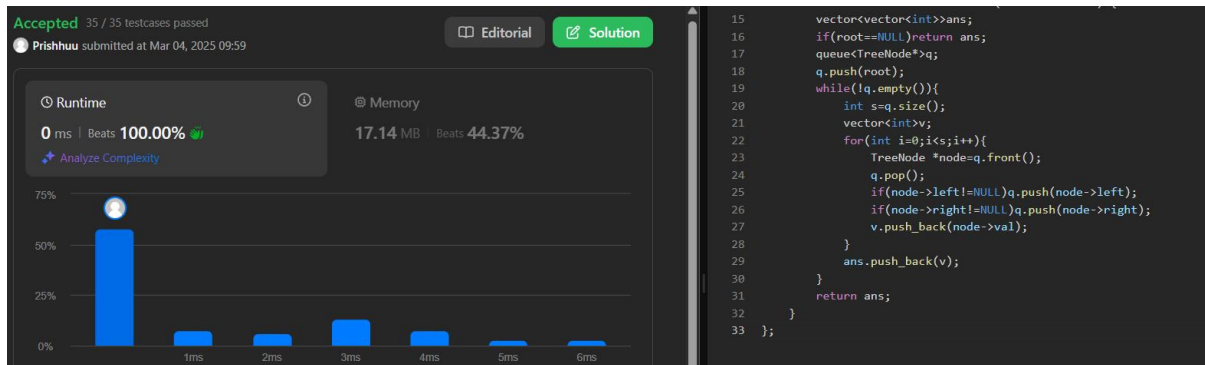 Accepted 35 / 35 testcases passed
Prishhuu submitted at Mar 04, 2025 09:59
Editorial
Solution
Runtime
0 ms | Beats 100.00%
Analyze Complexity
Memory
17.14 MB | Beats 44.37%
75%
50%
25%
0%
1ms 2ms 3ms 4ms 5ms 6ms
15 vector<vector<int>>ans;
16 if(root==NULL)return ans;
17 queue<TreeNode*>q;
18 q.push(root);
19 while(!q.empty()){
20 int s=q.size();
21 vector<int>v;
22 for(int i=0;i<s;i++){
23 TreeNode *node=q.front();
24 q.pop();
25 if(node->left!=NULL)q.push(node->left);
26 if(node->right!=NULL)q.push(node->right);
27 v.push_back(node->val);
28 }
29 ans.push_back(v);
30 }
31 return ans;
32 }
33 };